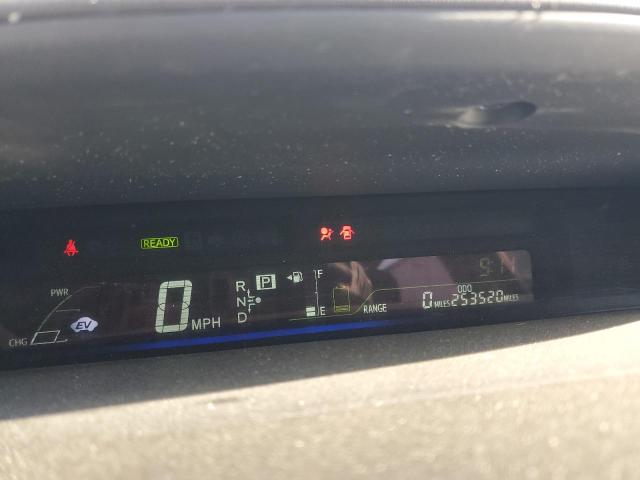 READY
PWR
EV
CHG
0 MPH
R
N
D
P
F
E
RANGE
ODO
0 MILES 253520 MILES